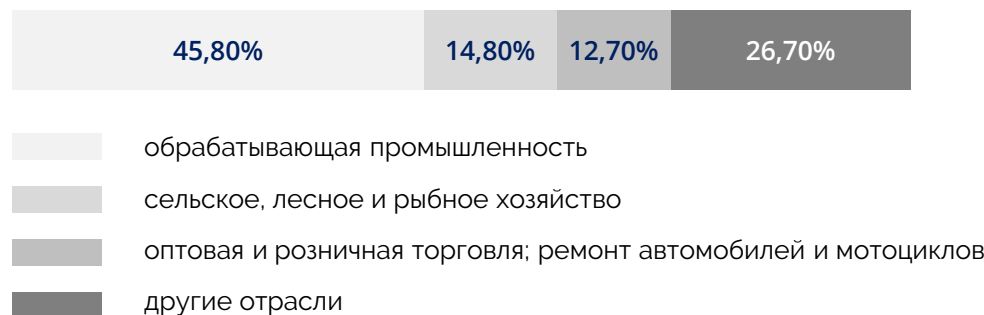 45,80% 14,80% 12,70% 26,70%
обрабатывающая промышленность
сельское, лесное и рыбное хозяйство
оптовая и розничная торговля; ремонт автомобилей и мотоциклов
другие отрасли